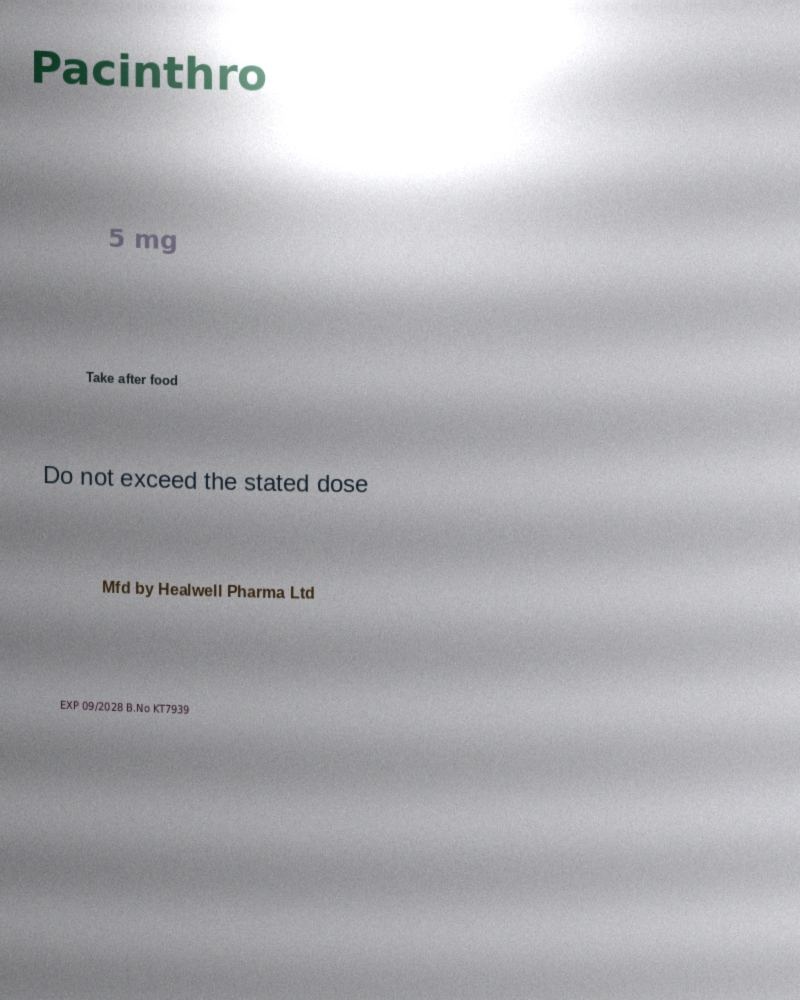 Pacinthro
5 mg
Take after food
Do not exceed the stated dose
Mfd by Healwell Pharma Ltd
EXP 09/2028 B.No KT7939